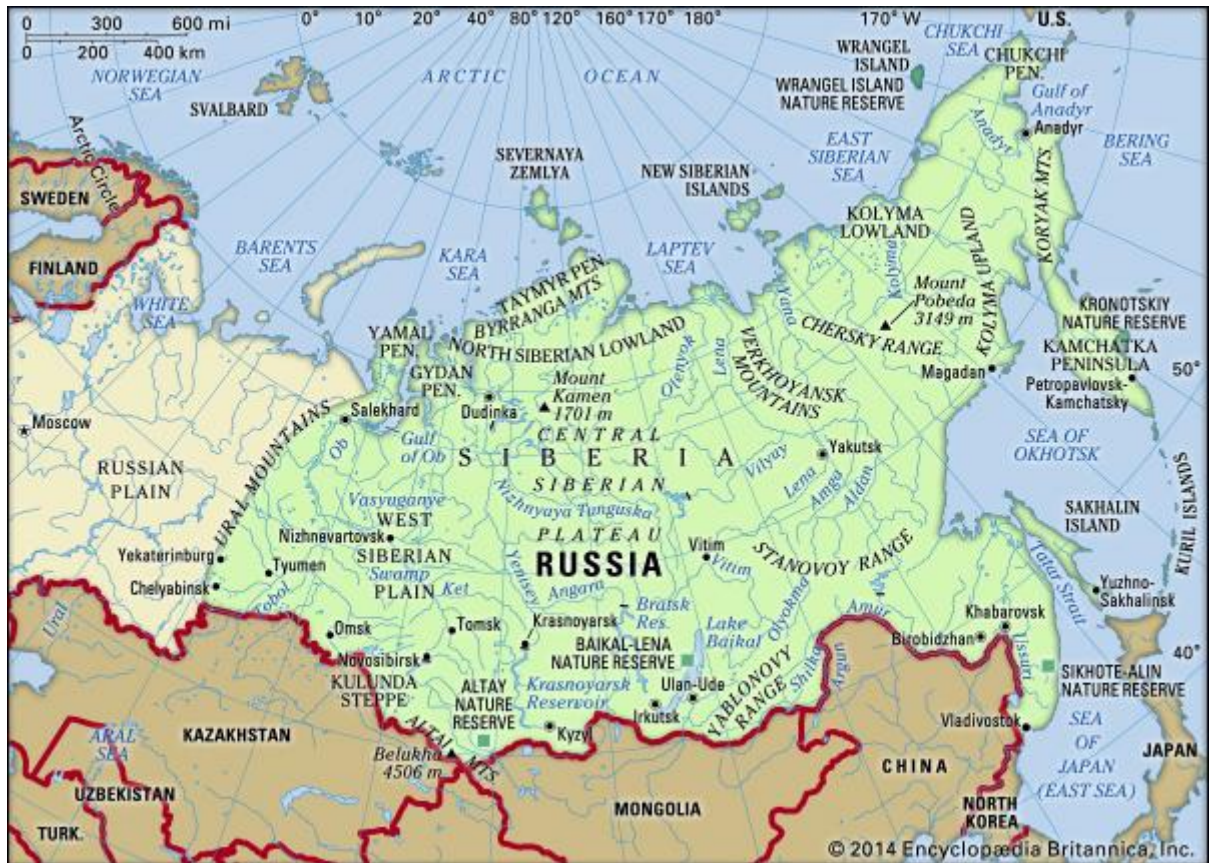 0 300 600 mi
0 200 400 km
0° 10° 20° 40° 80° 120° 160° 170° 180° 170° W
U.S.
CHUKCHI
SEA
CHUKCHI
PEN.
WRANGEL
ISLAND
WRANGEL ISLAND
NATURE RESERVE
NORWEGIAN
SEA
SVALBARD
ARCTIC OCEAN
Gulf of
Anadyr
Anadyr
Anadyr
BERING
SEA
Arctic Circle
SEVERNAYA
ZEMLYA
EAST
SIBERIAN
SEA
NEW SIBERIAN
ISLANDS
SWEDEN
FINLAND
BARENTS
SEA
KARA
SEA
LAPTEV
SEA
KOLYMA
LOWLAND
KORYAK MTS.
WHITE
SEA
TAYMYR PEN.
BYRRANGA MTS.
Yana
Kolyma
KOLYMA UPLAND
Mount
Pobeda
3149 m
KRONOTSKIY
NATURE RESERVE
YAMAL
PEN.
GYDAN
PEN.
NORTH SIBERIAN LOWLAND
Olenyok
Lena
VERKHOYANSK
MOUNTAINS
CHERSKY RANGE
KAMCHATKA
PENINSULA
Magadan
Petropavlovsk-
Kamchatsky
50°
Moscow
Salekhard
Dudinka
Mount
Kamen
1701 m
URAL MOUNTAINS
Ob
Gulf
of Ob
CENTRAL
SIBERIA
SIBERIAN
PLATEAU
Vilyuy
Yakutsk
Lena
Amga
Aldan
SEA OF
OKHOTSK
RUSSIAN
PLAIN
Vasyuganye
Swamp
WEST
SIBERIAN
PLAIN
Nizhnyaya Tunguska
SAKHALIN
ISLAND
KURIL ISLANDS
Nizhnevartovsk
RUSSIA
Vitim
Vitim
STANOVOY RANGE
Tatar Strait
Yekaterinburg
Chelyabinsk
Tyumen
Tobol
Ket
Yenisey
Angara
Bratsk
Res.
Lake
Baikal
Olyokma
Amur
Khabarovsk
Birobidzhan
Yuzhno-
Sakhalinsk
Ural
Omsk
Tomsk
Krasnoyarsk
BAIKAL-LENA
NATURE RESERVE
Shilka
Argun
Ussuri
40°
Novosibirsk
KULUNDA
STEPPE
ALTAY
NATURE
RESERVE
Krasnoyarsk
Reservoir
Ulan-Ude
YABLONOVY
RANGE
SIKHOTE-ALIN
NATURE RESERVE
Irkutsk
Kyzyl
Vladivostok
ARAL
SEA
KAZAKHSTAN
ALTAI MTS.
Belukha
4506 m
SEA
OF
JAPAN
(EAST SEA)
JAPAN
CHINA
UZBEKISTAN
MONGOLIA
NORTH
KOREA
TURK.
© 2014 Encyclopædia Britannica, Inc.